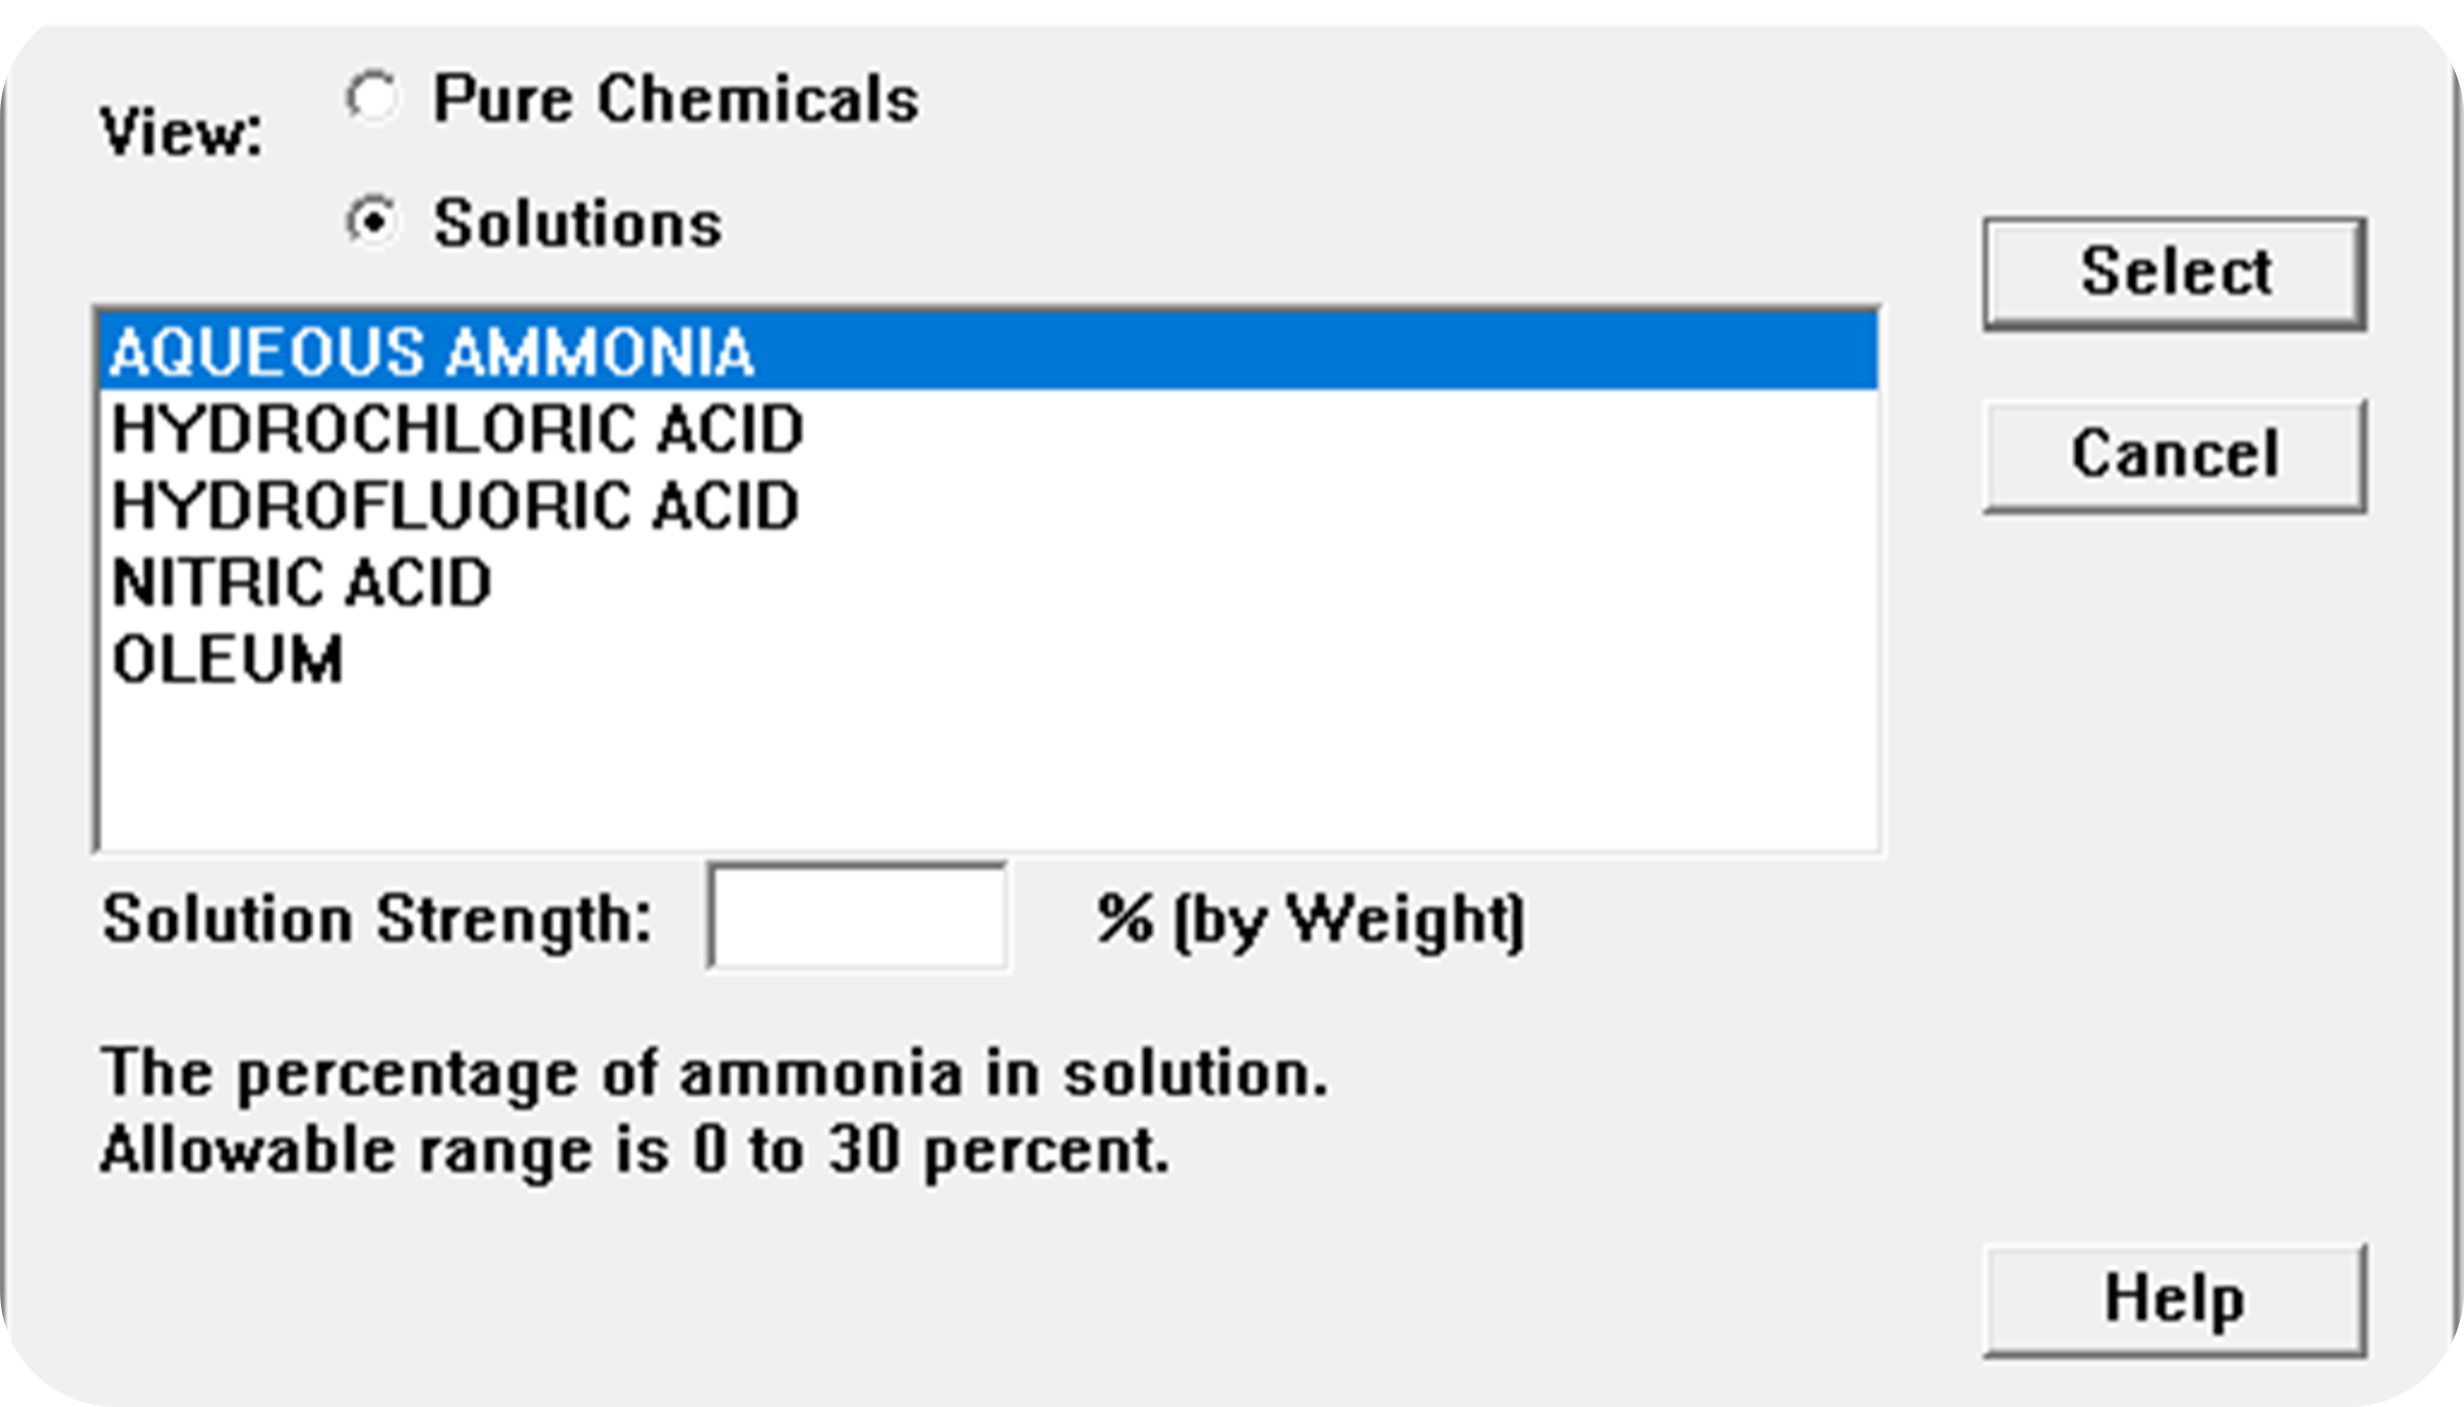 View:
Pure Chemicals
Solutions
Select
AQUEOUS AMMONIA
HYDROCHLORIC ACID
Cancel
HYDROFLUORIC ACID
NITRIC ACID
OLEUM
Solution Strength: % (by Weight)
The percentage of ammonia in solution.
Allowable range is 0 to 30 percent.
Help